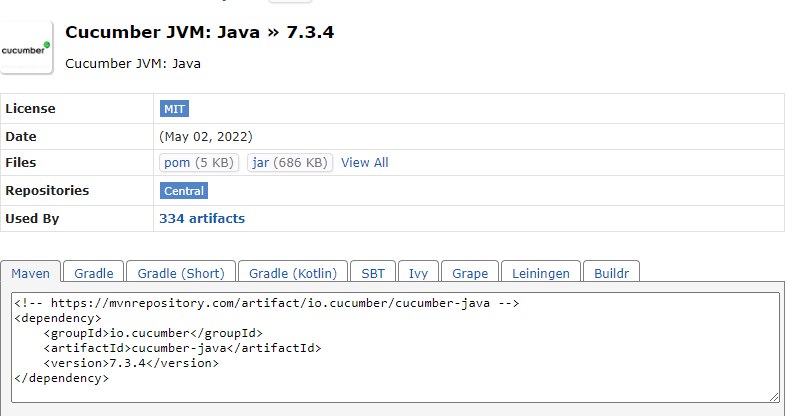 cucumber
Cucumber JVM: Java » 7.3.4
Cucumber JVM: Java
License MIT
Date (May 02, 2022)
Files pom (5 KB) jar (686 KB) View All
Repositories Central
Used By 334 artifacts
Maven Gradle Gradle (Short) Gradle (Kotlin) SBT Ivy Grape Leiningen Buildr
<!-- https://mvnrepository.com/artifact/io.cucumber/cucumber-java -->
<dependency>
    <groupId>io.cucumber</groupId>
    <artifactId>cucumber-java</artifactId>
    <version>7.3.4</version>
</dependency>